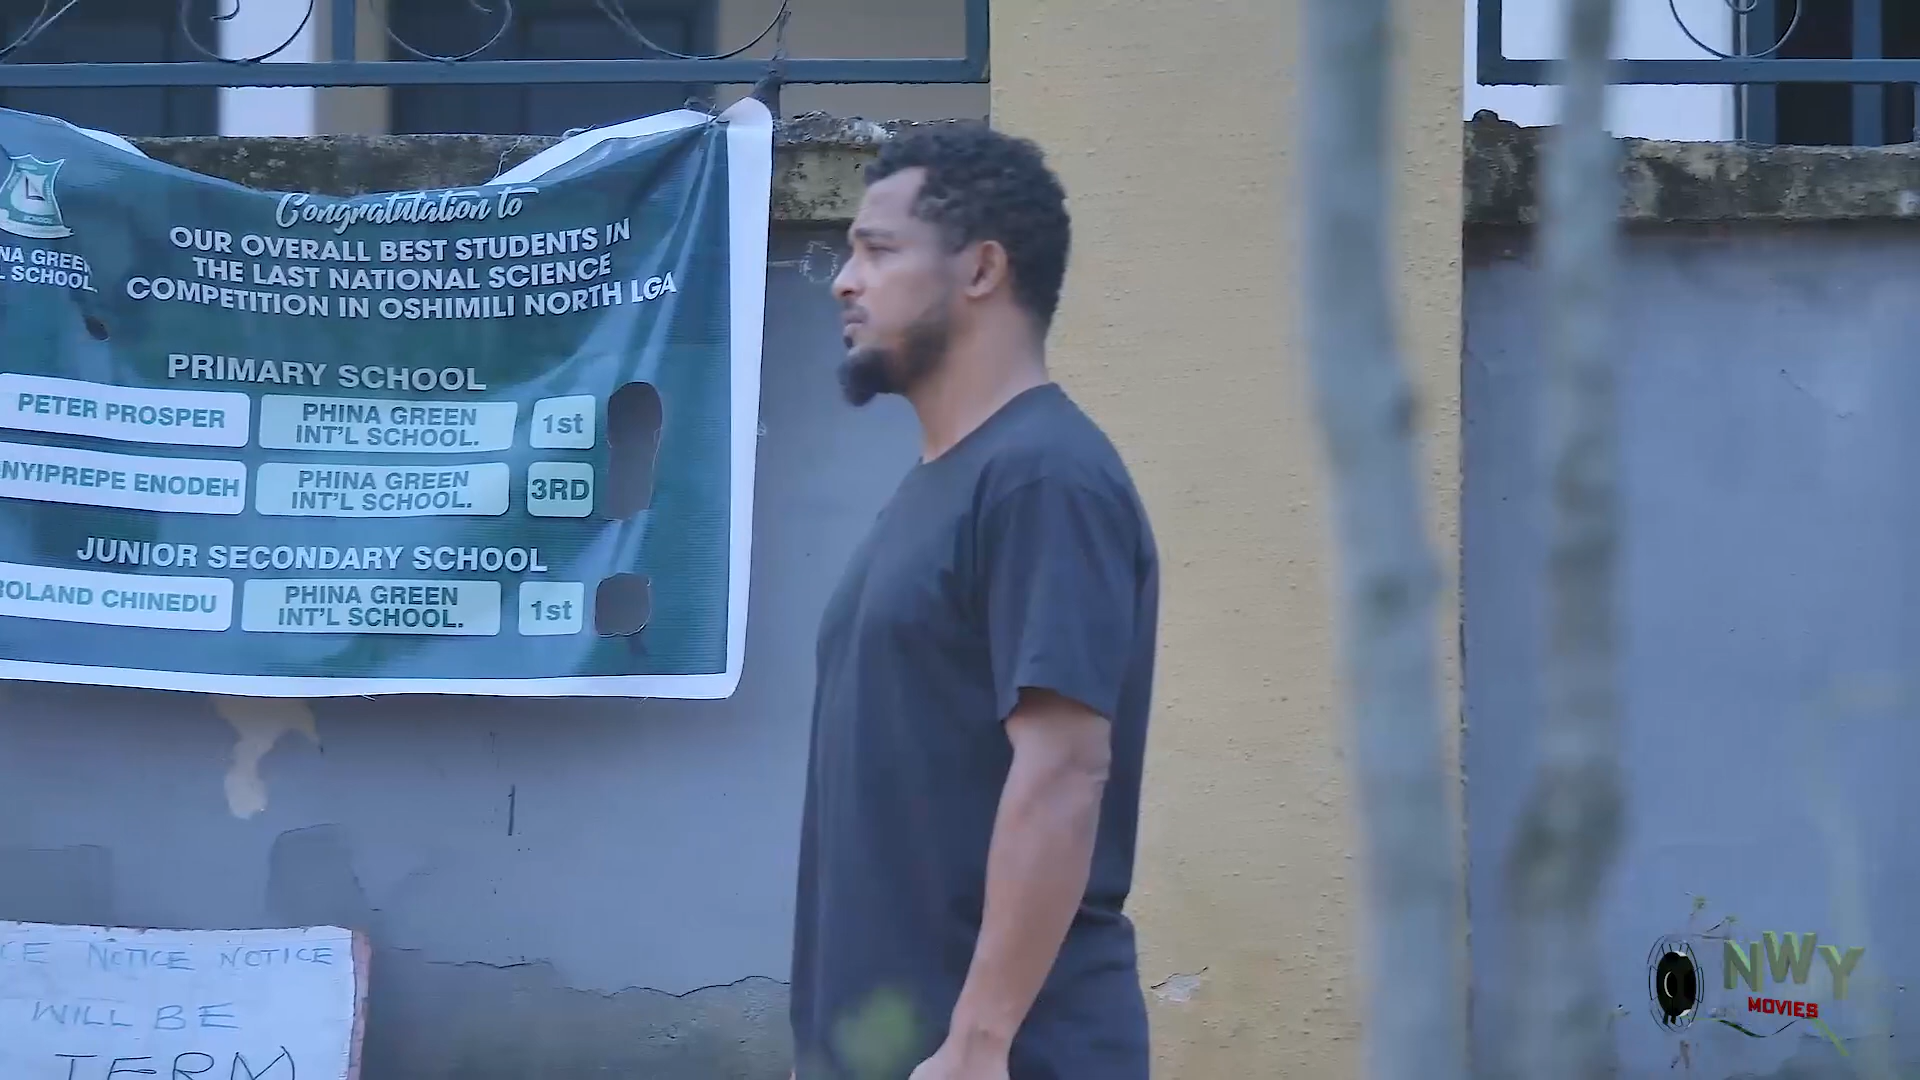 Congratulation to
OUR OVERALL BEST STUDENTS IN
THE LAST NATIONAL SCIENCE
COMPETITION IN OSHIMILI NORTH LGA
SCHOOL
NA GREEN
L SCHOOL.
PRIMARY SCHOOL
PETER PROSPER PHINA GREEN INT'L SCHOOL. 1st
NYIPREPE ENODEH PHINA GREEN INT'L SCHOOL. 3RD
JUNIOR SECONDARY SCHOOL
ROLAND CHINEDU PHINA GREEN INT'L SCHOOL. 1st
CE NOTICE NOTICE
WILL BE
TERM
NWY
MOVIES